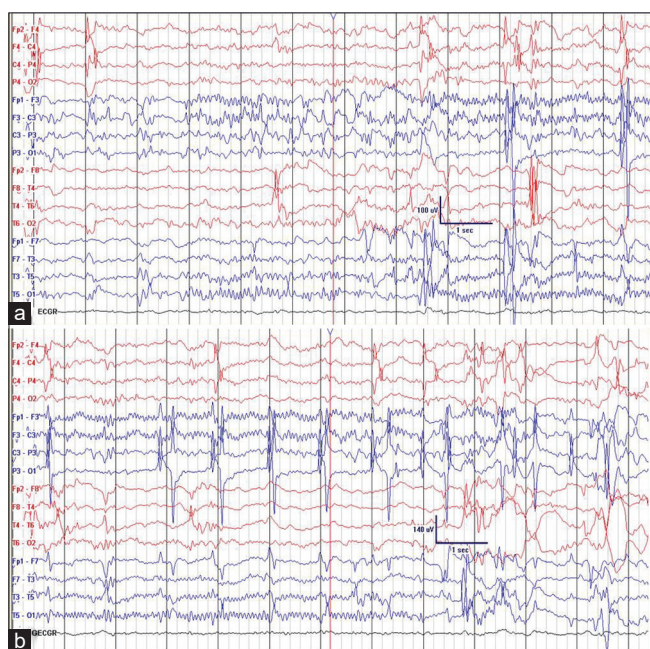 Fp2 - F4
F4 - C4
C4 - P4
P4 - O2
Fp1 - F3
F3 - C3
C3 - P3
P3 - O1
Fp2 - F8
F8 - T4
T4 - T6
T6 - O2
100 uV
1 sec
Fp1 - F7
F7 - T3
T3 - T5
T5 - O1
a
ECGR
Fp2 - F4
F4 - C4
C4 - P4
P4 - O2
Fp1 - F3
F3 - C3
C3 - P3
P3 - O1
Fp2 - F8
F8 - T4
T4 - T6
T6 - O2
140 uV
1 sec
Fp1 - F7
F7 - T3
T3 - T5
T5 - O1
b